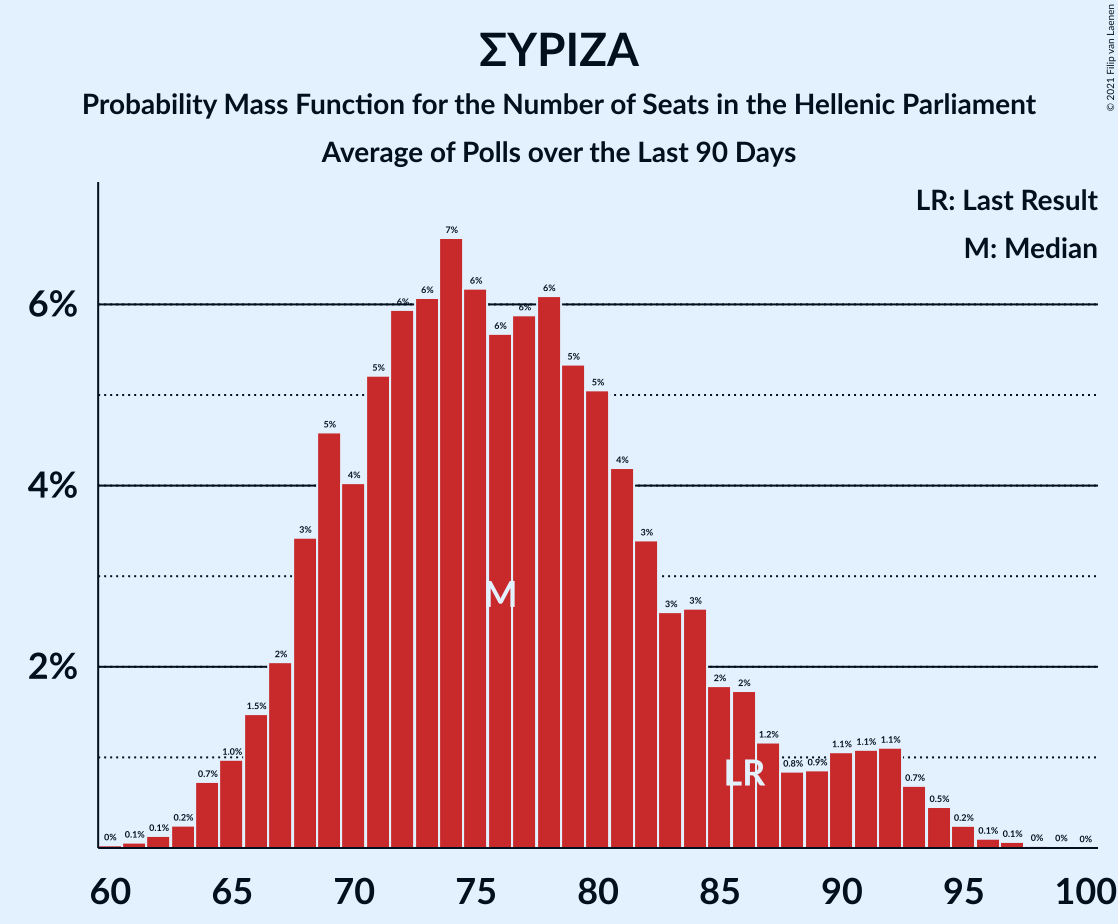 ΣΥΡΙΖΑ
Probability Mass Function for the Number of Seats in the Hellenic Parliament
Average of Polls over the Last 90 Days
© 2021 Filip van Laenen
LR: Last Result
M: Median
6%
4%
2%
0% 0.1% 0.1% 0.2% 0.7% 1.0% 1.5% 2% 3% 5% 4% 5% 6% 6% 7% 6% 6% 6% 6% 5% 5% 4% 3% 3% 3% 2% 2% 1.2% 0.8% 0.9% 1.1% 1.1% 1.1% 0.7% 0.5% 0.2% 0.1% 0.1% 0% 0% 0%
M
LR
60 65 70 75 80 85 90 95 100